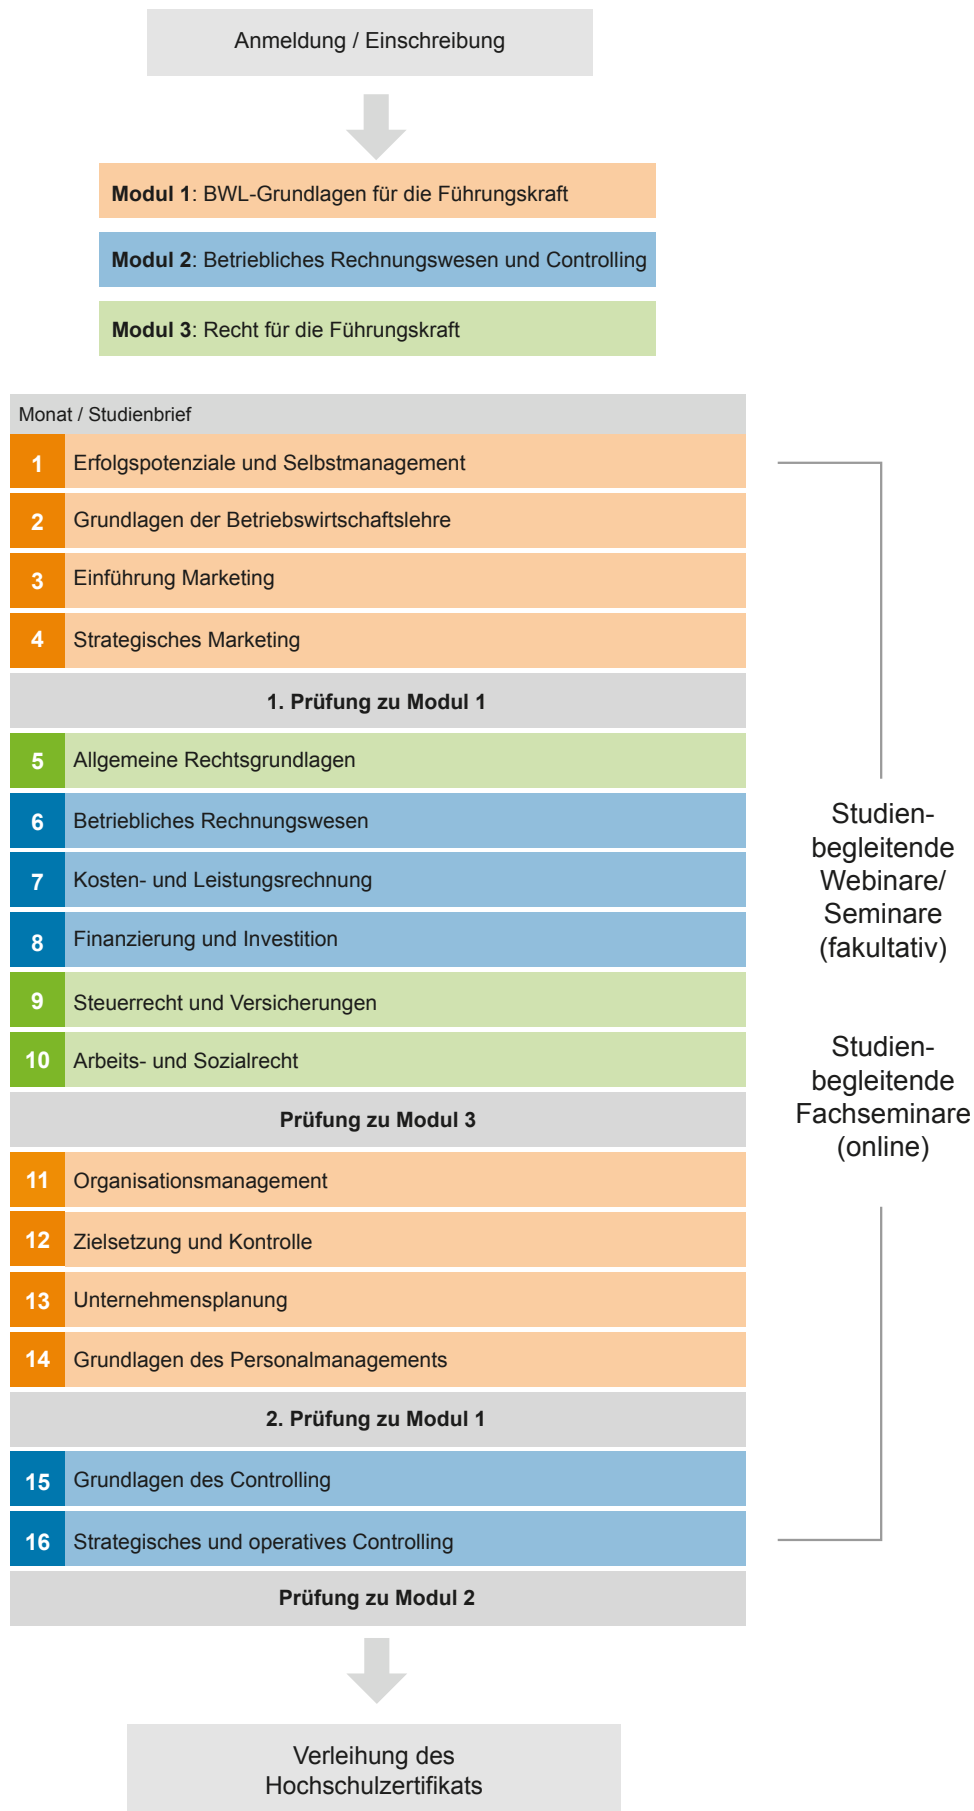 Anmeldung / Einschreibung
Modul 1: BWL-Grundlagen für die Führungskraft
Modul 2: Betriebliches Rechnungswesen und Controlling
Modul 3: Recht für die Führungskraft
Monat / Studienbrief
1 Erfolgspotenziale und Selbstmanagement
2 Grundlagen der Betriebswirtschaftslehre
3 Einführung Marketing
4 Strategisches Marketing
1. Prüfung zu Modul 1
5 Allgemeine Rechtsgrundlagen
6 Betriebliches Rechnungswesen
7 Kosten- und Leistungsrechnung
8 Finanzierung und Investition
9 Steuerrecht und Versicherungen
10 Arbeits- und Sozialrecht
Prüfung zu Modul 3
11 Organisationsmanagement
12 Zielsetzung und Kontrolle
13 Unternehmensplanung
14 Grundlagen des Personalmanagements
2. Prüfung zu Modul 1
15 Grundlagen des Controlling
16 Strategisches und operatives Controlling
Prüfung zu Modul 2
Studien-
begleitende
Webinare/
Seminare
(fakultativ)
Studien-
begleitende
Fachseminare
(online)
Verleihung des
Hochschulzertifikats